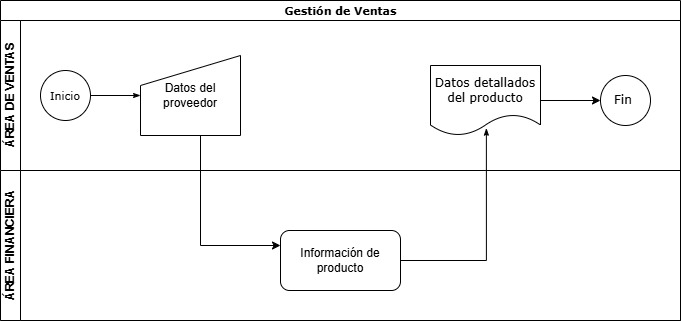 Gestión de Ventas
ÁREA DE VENTAS
Inicio
Datos del
proveedor
Datos detallados
del producto
Fin
ÁREA FINANCIERA
Información de
producto